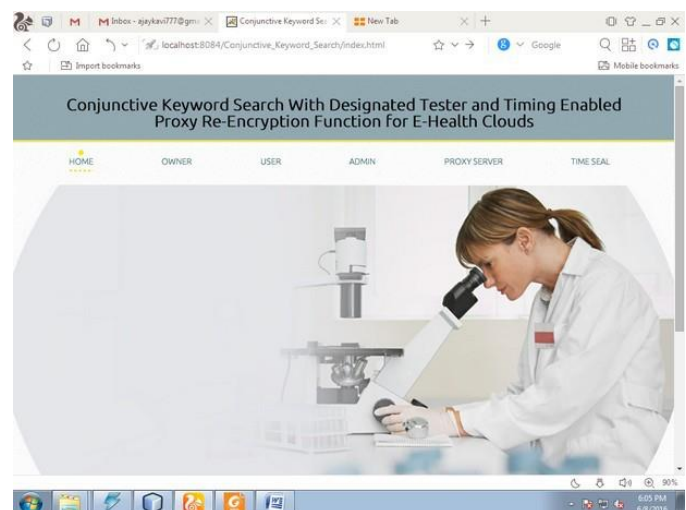 Inbox - ajaykavi777@gm
Conjunctive Keyword Se
New Tab
localhost:8084/Conjunctive_Keyword_Search/index.html
Google
Import bookmarks
Mobile bookmarks
Conjunctive Keyword Search With Designated Tester and Timing Enabled
Proxy Re-Encryption Function for E-Health Clouds
HOME OWNER USER ADMIN PROXY SERVER TIME SEAL
90%
6:05 PM